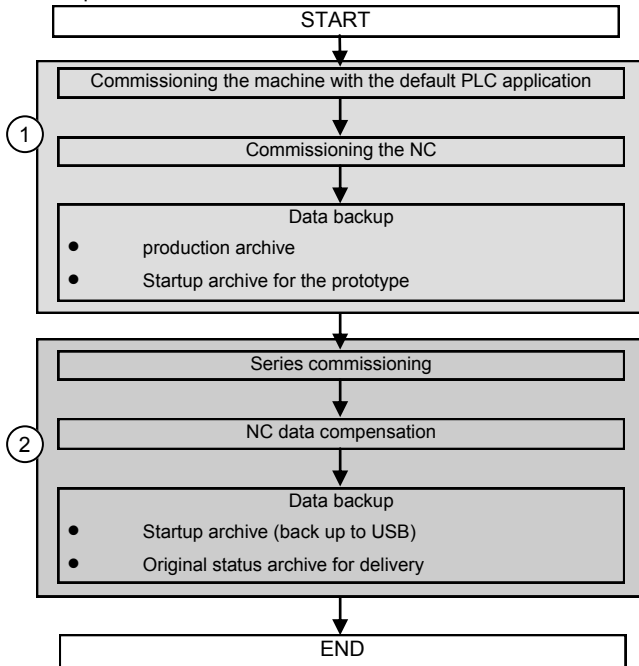 START
Commissioning the machine with the default PLC application
1
Commissioning the NC
Data backup
● production archive
● Startup archive for the prototype
Series commissioning
2
NC data compensation
Data backup
● Startup archive (back up to USB)
● Original status archive for delivery
END